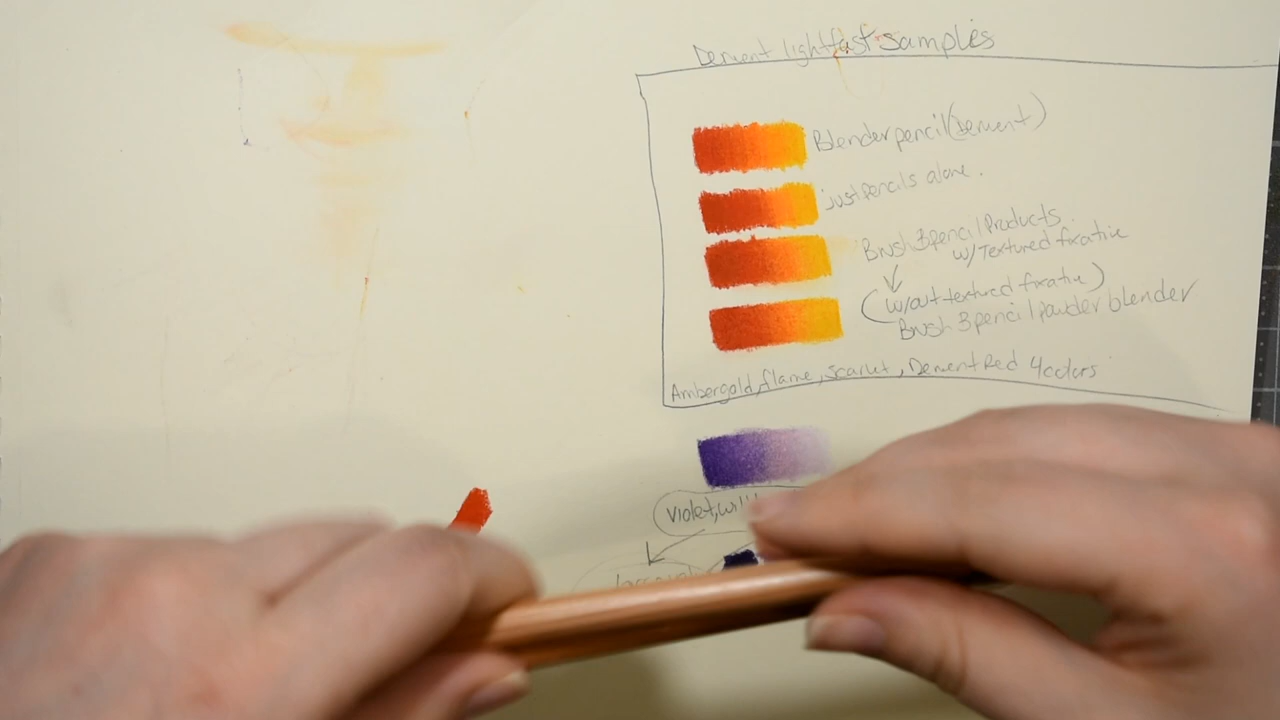 Derwent lightfast samples
Blender pencil (Derwent)
just pencils alone.
Brush & pencil Products
w/ Textured fixative
(w/out textured fixative)
Brush & pencil powder blender
Ambergold, flame, scarlet, Derwent Red 4 colors
violet,